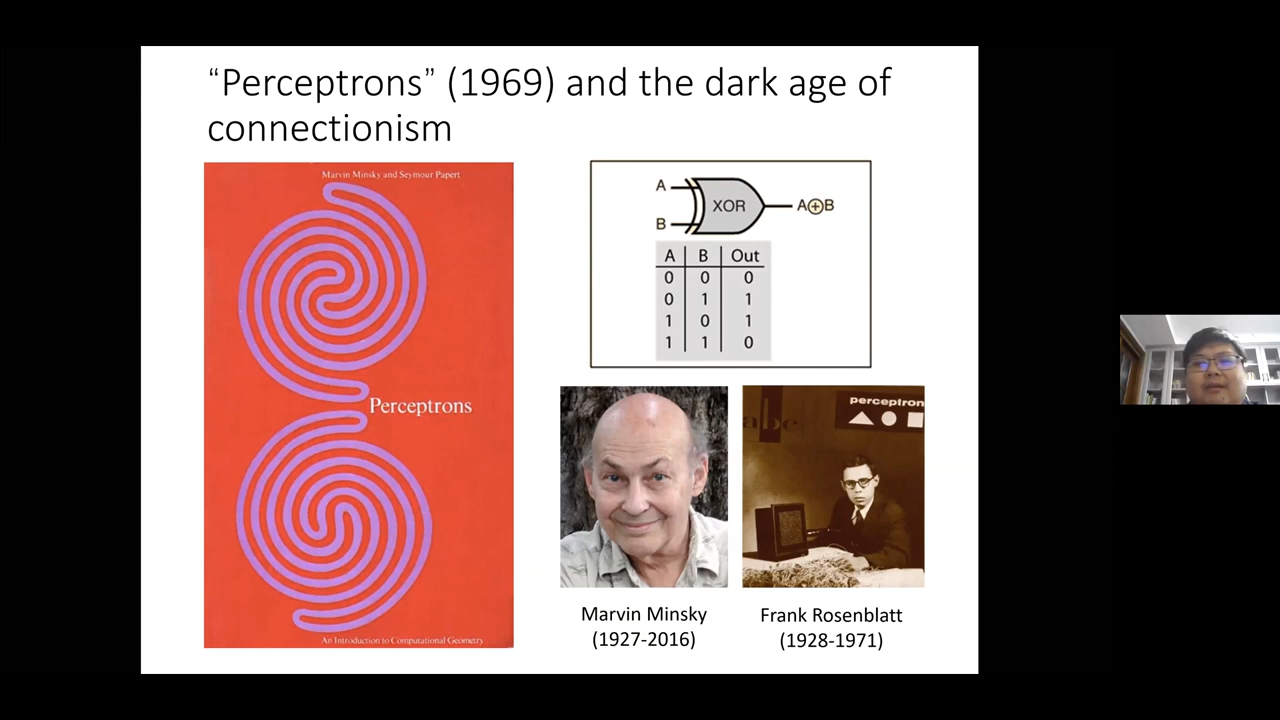 “Perceptrons” (1969) and the dark age of
connectionism
Marvin Minsky and Seymour Papert
Perceptrons
An Introduction to Computational Geometry
A
B
XOR
A⊕B
A B Out
0 0 0
0 1 1
1 0 1
1 1 0
abc
perceptron
Marvin Minsky
(1927-2016)
Frank Rosenblatt
(1928-1971)